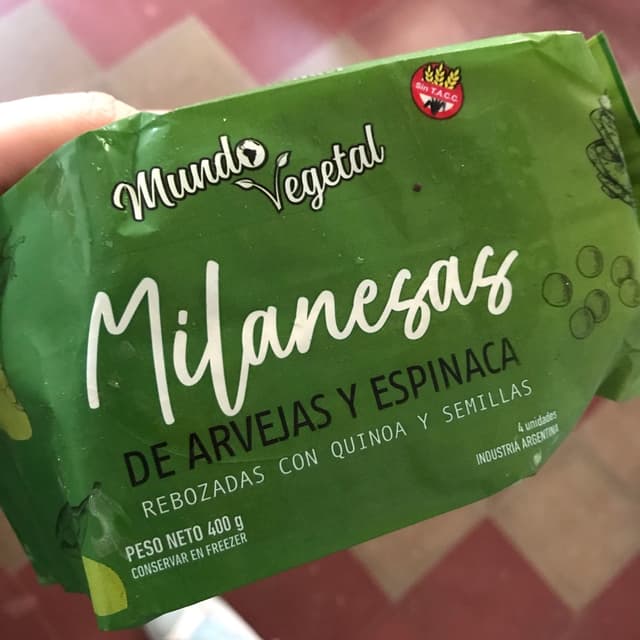 Sin T.A.C.C.
Mundo Vegetal
Milanesas
DE ARVEJAS Y ESPINACA
REBOZADAS CON QUINOA Y SEMILLAS
4 unidades
INDUSTRIA ARGENTINA
PESO NETO 400 g
CONSERVAR EN FREEZER